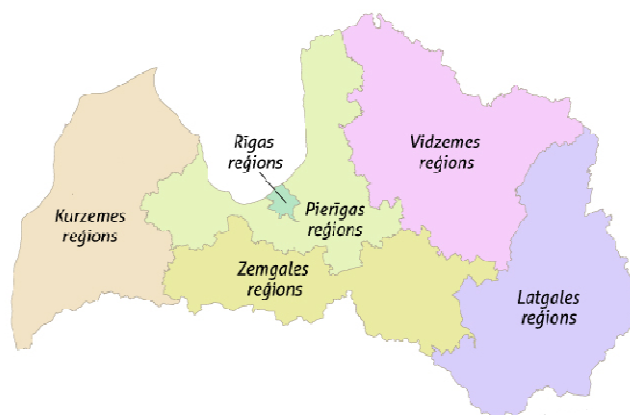 Rīgas
reģions
Vidzemes
reģions
Kurzemes
reģions
Pierīgas
reģions
Zemgales
reģions
Latgales
reģions